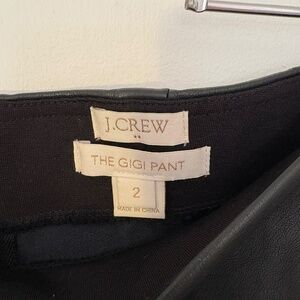 J.CREW
THE GIGI PANT
2
MADE IN CHINA